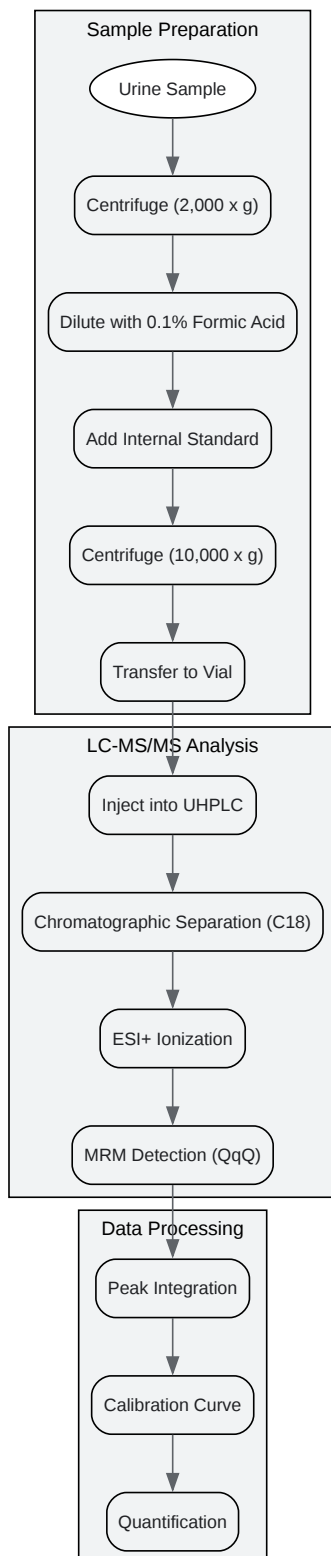 Sample Preparation
Urine Sample
Centrifuge (2,000 x g)
Dilute with 0.1% Formic Acid
Add Internal Standard
Centrifuge (10,000 x g)
Transfer to Vial
LC-MS/MS Analysis
Inject into UHPLC
Chromatographic Separation (C18)
ESI+ Ionization
MRM Detection (QqQ)
Data Processing
Peak Integration
Calibration Curve
Quantification